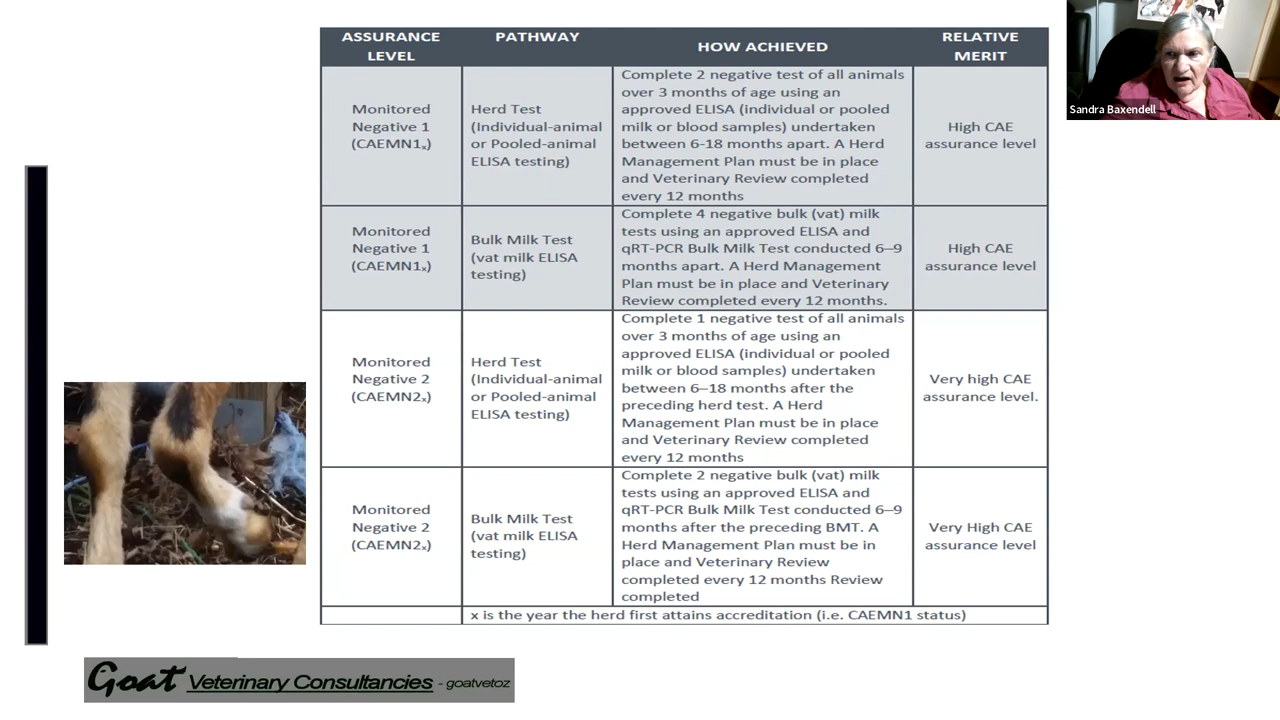 ASSURANCE
LEVEL
PATHWAY
HOW ACHIEVED
RELATIVE
MERIT
Monitored
Negative 1
(CAEMN1ₓ)
Herd Test
(Individual-animal
or Pooled-animal
ELISA testing)
Complete 2 negative test of all animals
over 3 months of age using an
approved ELISA (individual or pooled
milk or blood samples) undertaken
between 6-18 months apart. A Herd
Management Plan must be in place
and Veterinary Review completed
every 12 months
High CAE
assurance level
Monitored
Negative 1
(CAEMN1ₓ)
Bulk Milk Test
(vat milk ELISA
testing)
Complete 4 negative bulk (vat) milk
tests using an approved ELISA and
qRT-PCR Bulk Milk Test conducted 6–9
months apart. A Herd Management
Plan must be in place and Veterinary
Review completed every 12 months.
High CAE
assurance level
Monitored
Negative 2
(CAEMN2ₓ)
Herd Test
(Individual-animal
or Pooled-animal
ELISA testing)
Complete 1 negative test of all animals
over 3 months of age using an
approved ELISA (individual or pooled
milk or blood samples) undertaken
between 6–18 months after the
preceding herd test. A Herd
Management Plan must be in place
and Veterinary Review completed
every 12 months
Very high CAE
assurance level.
Monitored
Negative 2
(CAEMN2ₓ)
Bulk Milk Test
(vat milk ELISA
testing)
Complete 2 negative bulk (vat) milk
tests using an approved ELISA and
qRT-PCR Bulk Milk Test conducted 6–9
months after the preceding BMT. A
Herd Management Plan must be in
place and Veterinary Review
completed every 12 months Review
completed
Very High CAE
assurance level
x is the year the herd first attains accreditation (i.e. CAEMN1 status)
Sandra Baxendell
Goat Veterinary Consultancies - goatvetoz